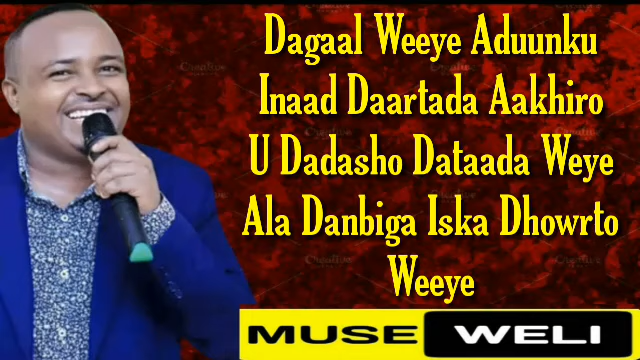 Dagaal Weeye Aduunku
Inaad Daartada Aakhiro
U Dadasho Dataada Weye
Ala Danbiga Iska Dhowrto
Weeye
MUSE WELI